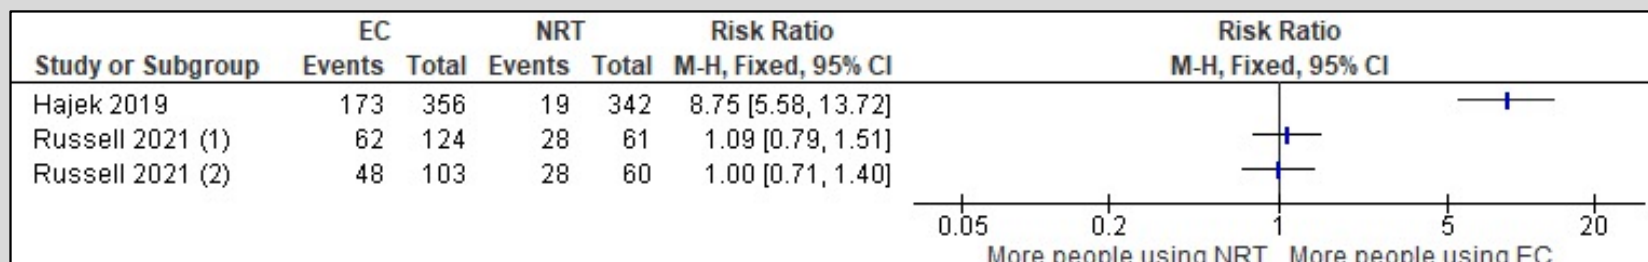 EC NRT Risk Ratio Risk Ratio
Study or Subgroup Events Total Events Total M-H, Fixed, 95% CI M-H, Fixed, 95% CI
Hajek 2019 173 356 19 342 8.75 [5.58, 13.72]
Russell 2021 (1) 62 124 28 61 1.09 [0.79, 1.51]
Russell 2021 (2) 48 103 28 60 1.00 [0.71, 1.40]
0.05 0.2 1 5 20
More people using NRT More people using EC